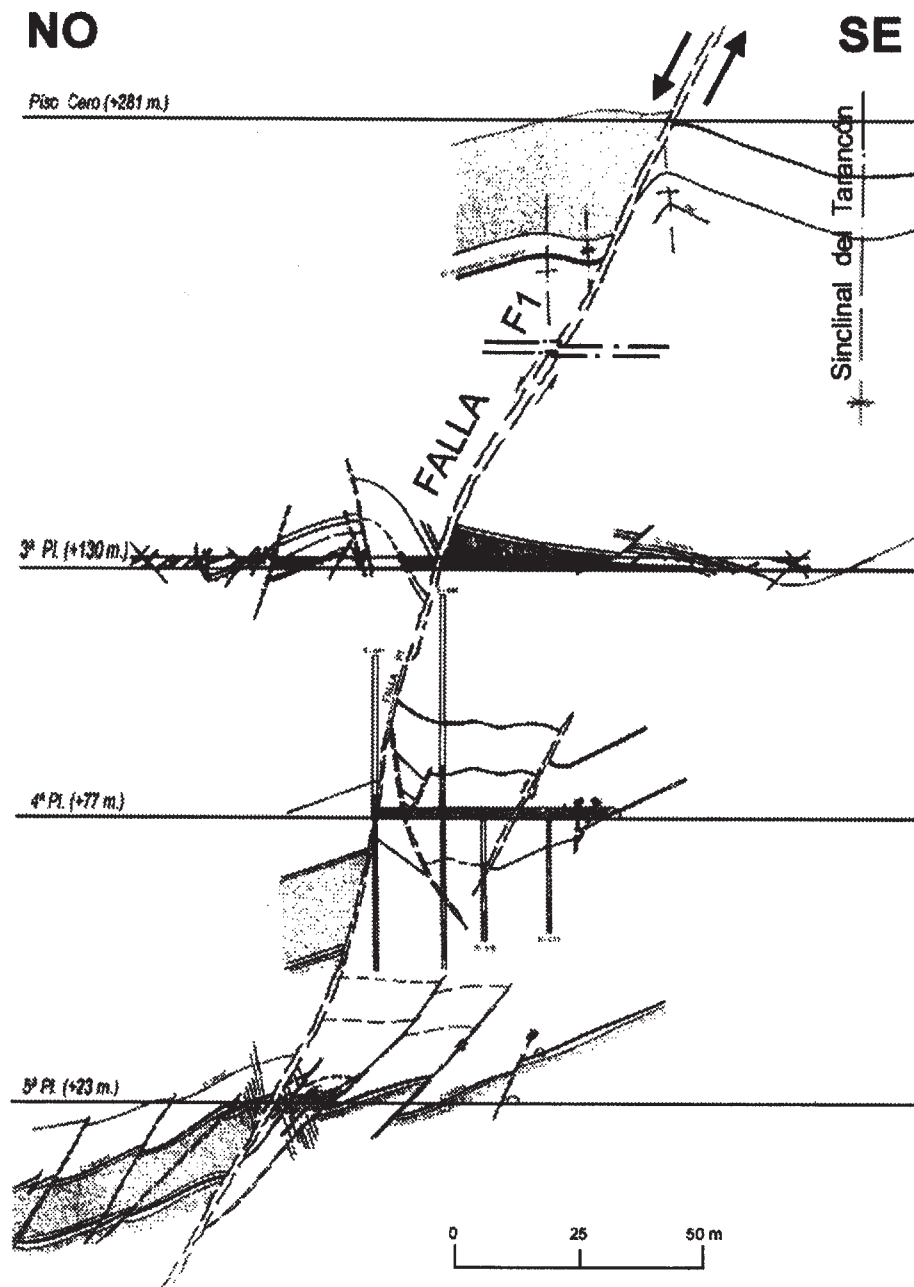 NO
SE
Piso Cero (+281 m.)
Sinclinal del Tarancón
FALLA F1
3ª Pl. (+130 m.)
FALLA
4ª Pl. (+77 m.)
5ª Pl. (+23 m.)
0 25 50 m